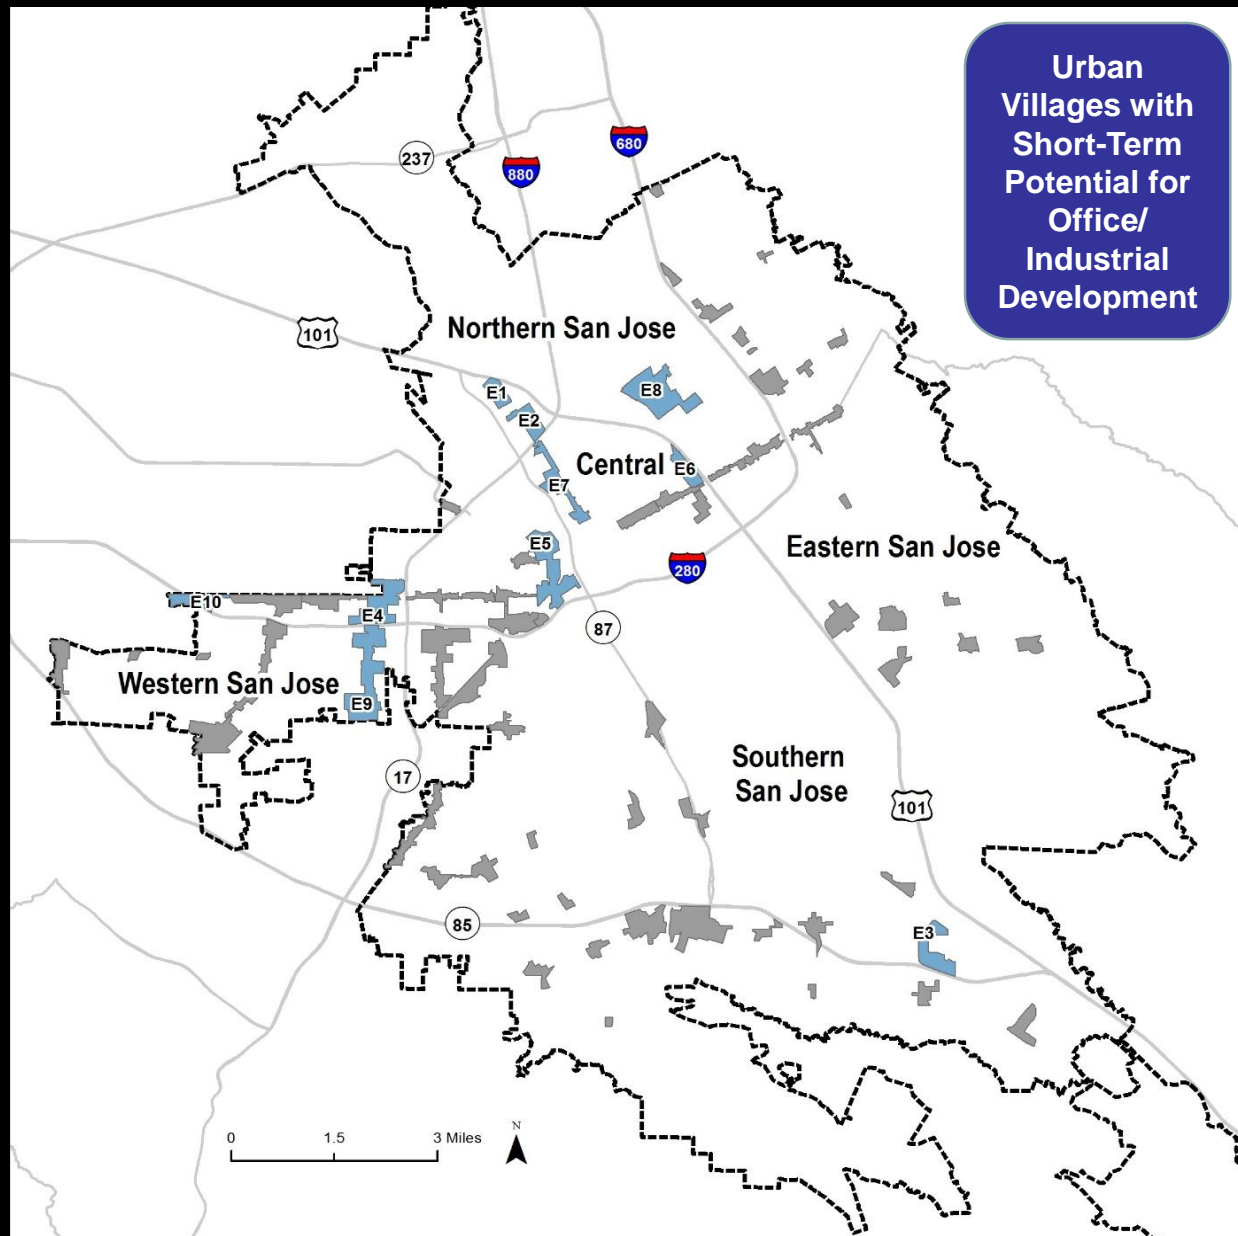 Urban
Villages with
Short-Term
Potential for
Office/
Industrial
Development
237
880
680
101
Northern San Jose
E1
E2
E8
Central
E6
E7
E5
Eastern San Jose
280
E10
E4
87
Western San Jose
E9
Southern
San Jose
17
101
85
E3
0 1.5 3 Miles
N